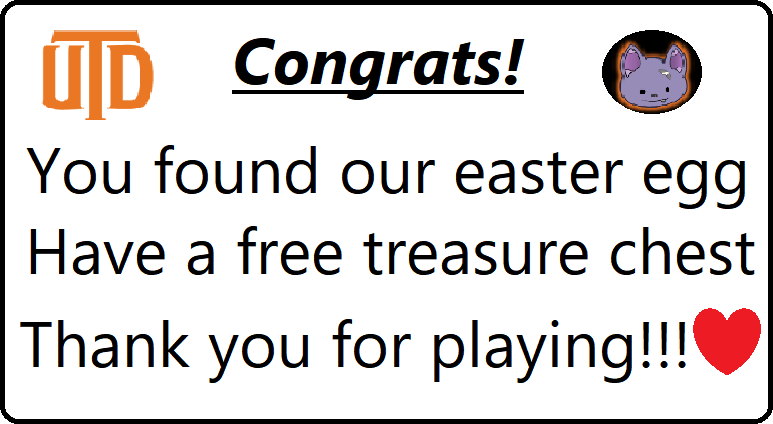 UTD
Congrats!
You found our easter egg
Have a free treasure chest
Thank you for playing!!!